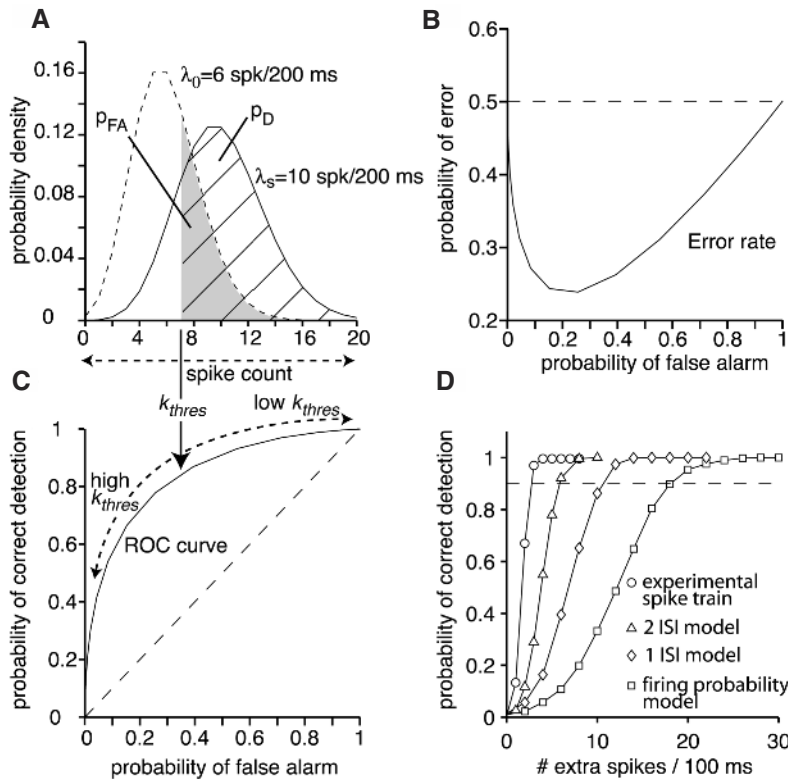 A
probability density
0.16
0.12
0.08
0.04
0
λ₀=6 spk/200 ms
p_FA
p_D
λₛ=10 spk/200 ms
0 4 8 12 16 20
spike count
B
probability of error
0.6
0.5
0.4
0.3
0.2
Error rate
0 0.2 0.4 0.6 0.8 1
probability of false alarm
C
k_thres
low k_thres
high
k_thres
probability of correct detection
1
0.8
0.6
0.4
0.2
0
ROC curve
0 0.2 0.4 0.6 0.8 1
probability of false alarm
D
probability of correct detection
1
0.8
0.6
0.4
0.2
0
experimental
spike train
2 ISI model
1 ISI model
firing probability
model
0 10 20 30
# extra spikes / 100 ms